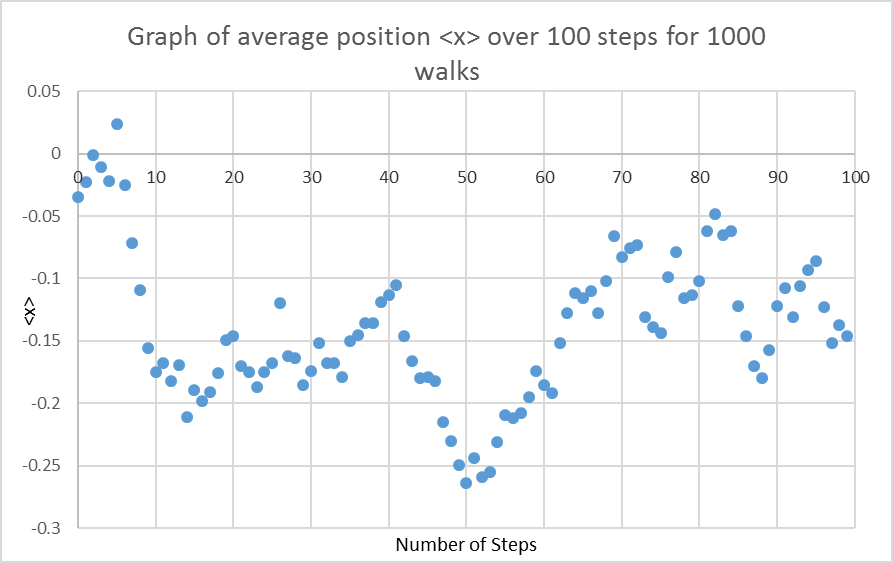 Graph of average position <x> over 100 steps for 1000
walks
0.05
0
0 10 20 30 40 50 60 70 80 90 100
-0.05
-0.1
<x>
-0.15
-0.2
-0.25
-0.3
Number of Steps